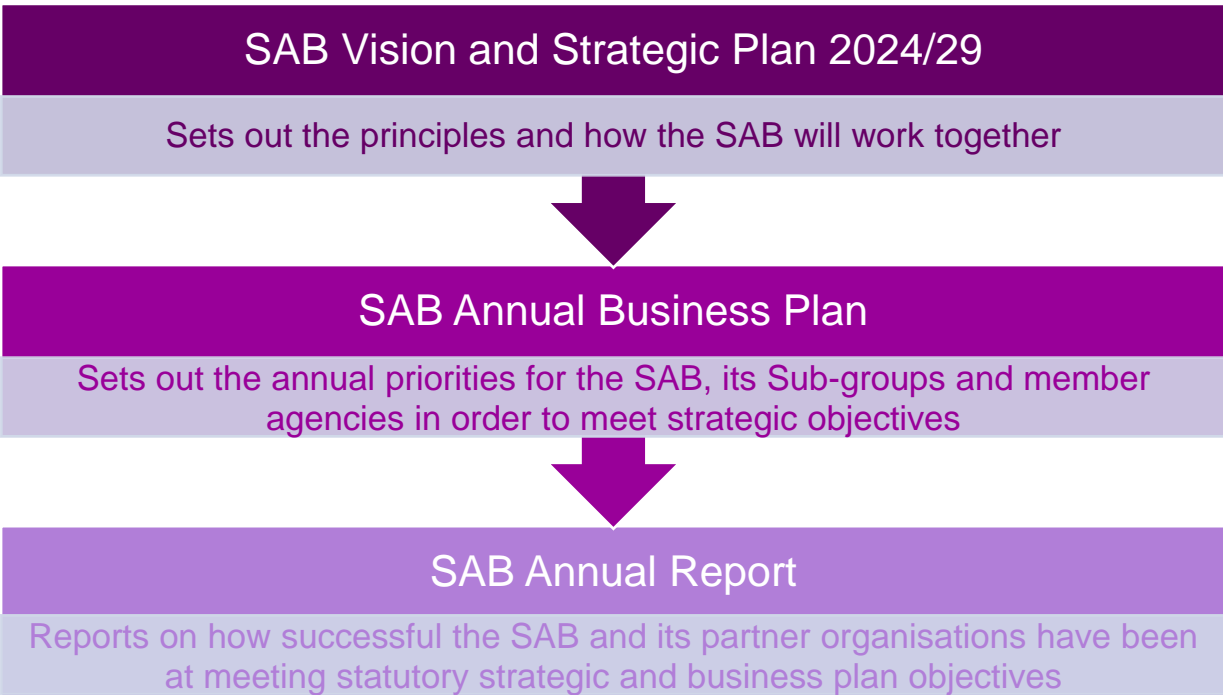 SAB Vision and Strategic Plan 2024/29
Sets out the principles and how the SAB will work together
SAB Annual Business Plan
Sets out the annual priorities for the SAB, its Sub-groups and member
agencies in order to meet strategic objectives
SAB Annual Report
Reports on how successful the SAB and its partner organisations have been
at meeting statutory strategic and business plan objectives